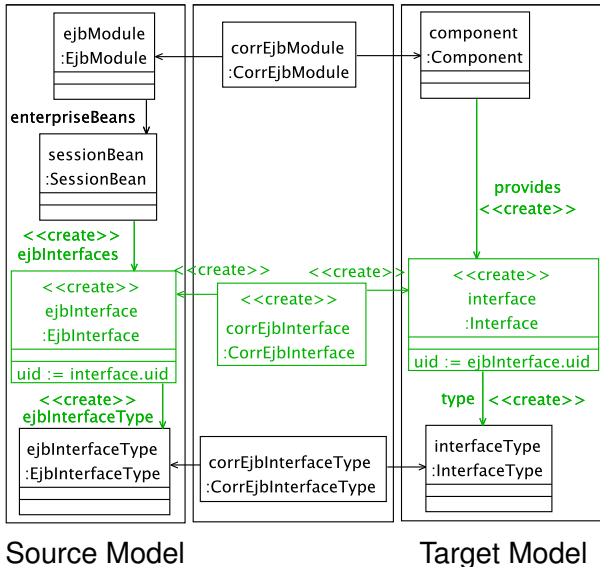 ejbModule
:EjbModule
enterpriseBeans
sessionBean
:SessionBean
<<create>>
ejbInterfaces
<<create>>
ejbInterface
:EjbInterface
uid := interface.uid
<<create>>
ejbInterfaceType
ejbInterfaceType
:EjbInterfaceType
Source Model
corrEjbModule
:CorrEjbModule
<<create>>
<<create>>
<<create>>
corrEjbInterface
:CorrEjbInterface
corrEjbInterfaceType
:CorrEjbInterfaceType
component
:Component
provides
<<create>>
<<create>>
interface
:Interface
uid := ejbInterface.uid
type <<create>>
interfaceType
:InterfaceType
Target Model